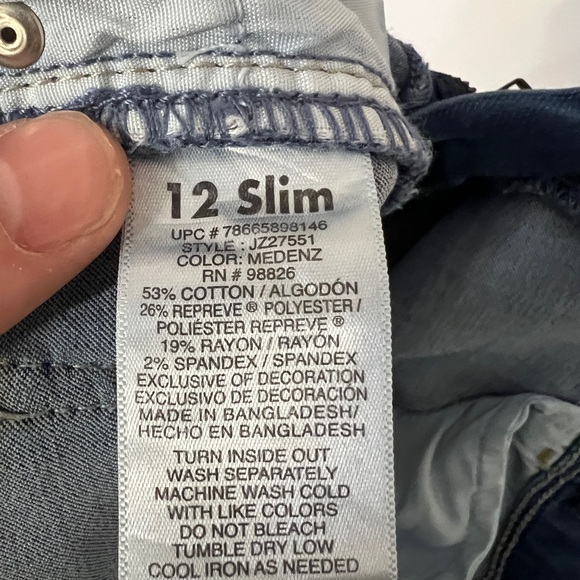 12 Slim
UPC # 78665898146
STYLE : JZ27551
COLOR: MEDENZ
RN # 98826
53% COTTON / ALGODÓN
26% REPREVE ® POLYESTER /
POLIÉSTER REPREVE ®
19% RAYON / RAYÓN
2% SPANDEX / SPANDEX
EXCLUSIVE OF DECORATION
EXCLUSIVO DE DECORACIÓN
MADE IN BANGLADESH/
HECHO EN BANGLADESH
TURN INSIDE OUT
WASH SEPARATELY
MACHINE WASH COLD
WITH LIKE COLORS
DO NOT BLEACH
TUMBLE DRY LOW
COOL IRON AS NEEDED